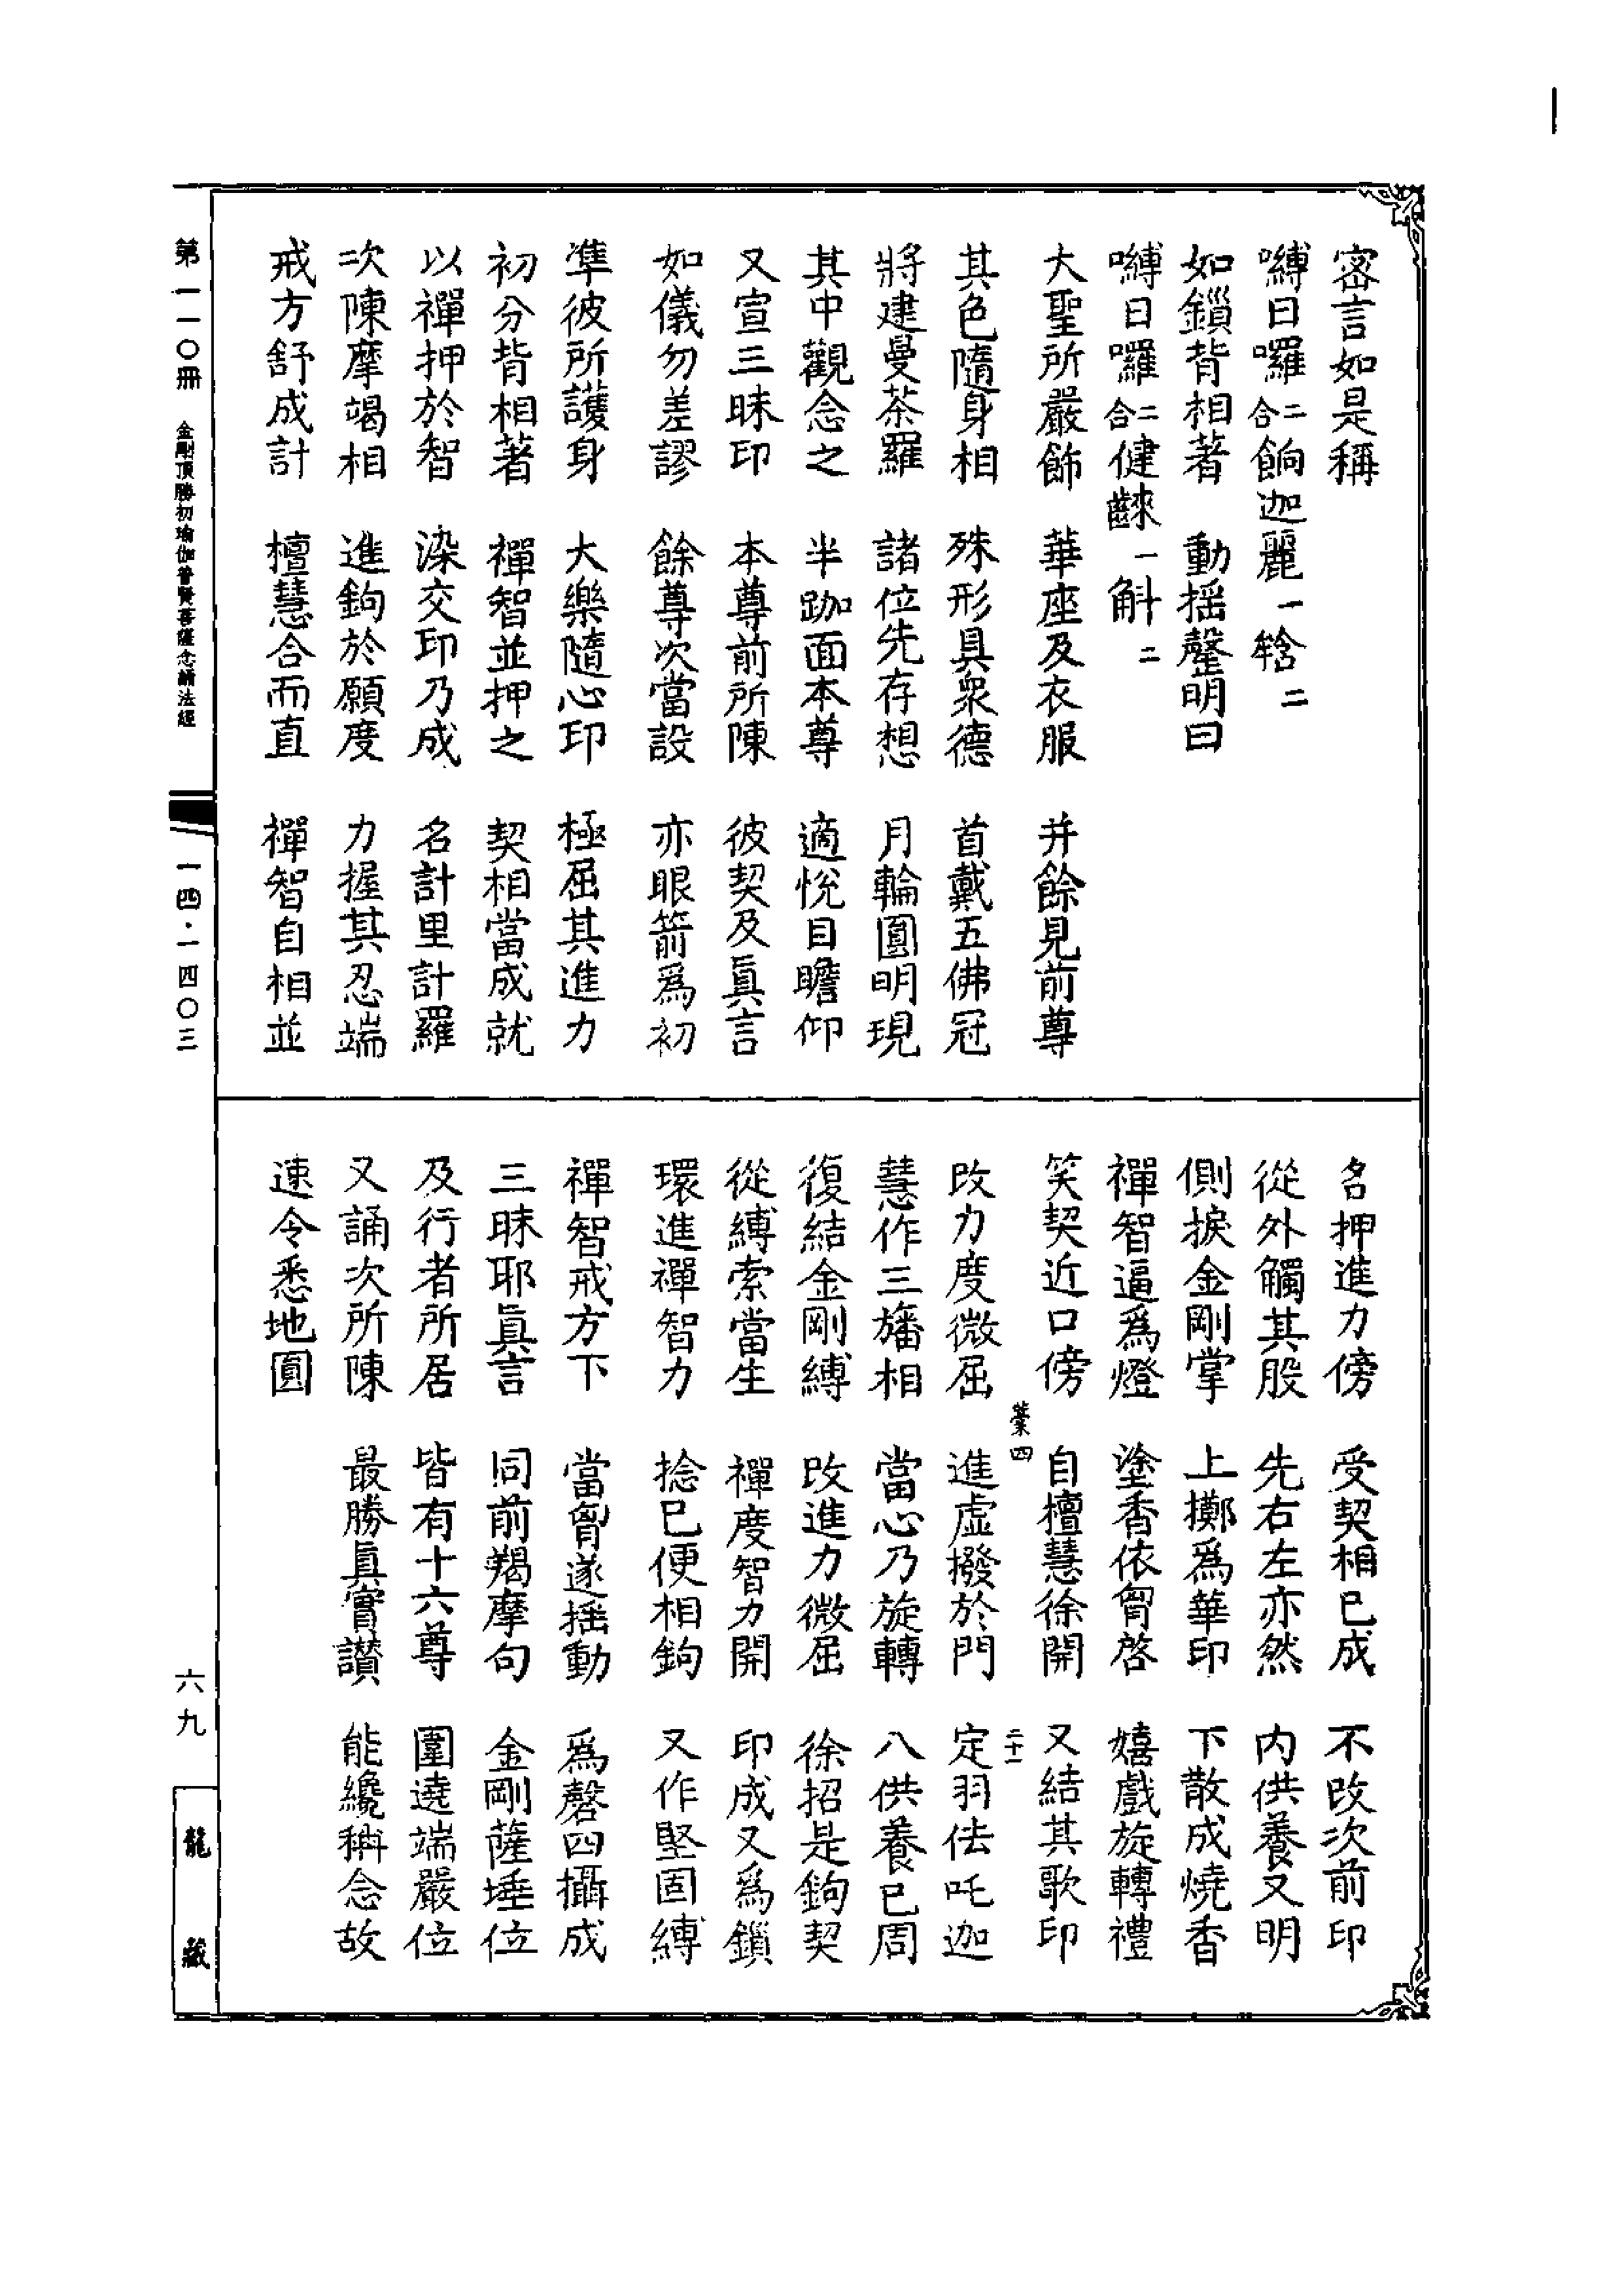 密言如是稱
嚩日囉二合餉迦麗一𤚥二
如鎻背相著　動揺聲明曰
嚩日囉二合健䶖一斛二
大聖所嚴飾　華座及衣服　并餘見前尊
其色隨身相　殊形具衆德　首戴五佛冠
將建曼荼羅　諸位先存想　月輪圓明現
其中觀念之　半跏面本尊　適悅目瞻仰
又宣三昧印　本尊前所陳　彼契及眞言
如儀勿差謬　餘尊次當設　亦眼箭爲初
準彼所護身　大樂隨心印　極屈其進力
初分背相著　禪智並押之　契相當成就
以禪押於智　染交印乃成　名計里計羅
次陳摩竭相　進鉤於願度　力握其忍端
戒方舒成計　檀慧合而直　禪智自相並
名押進力傍　受契相已成　不改次前印
從外觸其股　先右左亦然　內供養又明
側捩金剛掌　上擲爲華印　下散成燒香
禪智逼爲燈　塗香依胷啓　嬉戲旋轉禮
笑契近口傍　自檀慧徐開　又結其歌印
藁四　二十一
改力度微屈　進虛撥於門　定羽佉吒迦
慧作三旛相　當心乃旋轉　八供養已周
復結金剛縛　改進力微屈　徐招是鉤契
從縛索當生　禪度智力開　印成又爲鎻
環進禪智力　捻已便相鉤　又作堅固縛
禪智戒方下　當胷遂揺動　爲磬四攝成
三昧耶眞言　同前羯摩句　金剛薩埵位
及行者所居　皆有十六尊　圍遶端嚴位
又誦次所陳　最勝眞實讃　能纔稱念故
速令悉地圓
第一一〇冊　金剛頂勝初瑜伽普賢菩薩念誦法經　一四·一四〇三
六九
龍藏